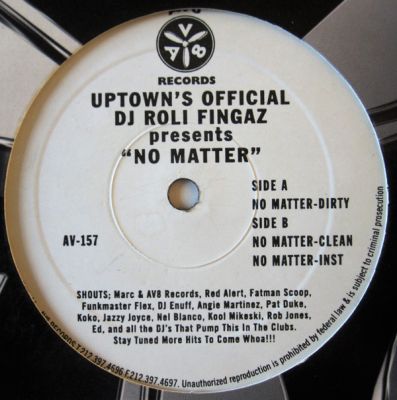 AV8
RECORDS
UPTOWN'S OFFICIAL
DJ ROLI FINGAZ
presents
"NO MATTER"
SIDE A
NO MATTER-DIRTY
SIDE B
AV-157
NO MATTER-CLEAN
NO MATTER-INST
SHOUTS; Marc & AV8 Records, Red Alert, Fatman Scoop,
Funkmaster Flex, DJ Enuff, Angie Martinez, Pat Duke,
Koko, Jazzy Joyce, Nel Blanco, Kool Mikeski, Rob Jones,
Ed, and all the DJ's That Pump This In The Clubs.
Stay Tuned More Hits To Come Whoa!!!
RECORDS T.212.397.4696 F.212.397.4697. Unauthorized reproduction is prohibited by federal law & is subject to criminal prosecution